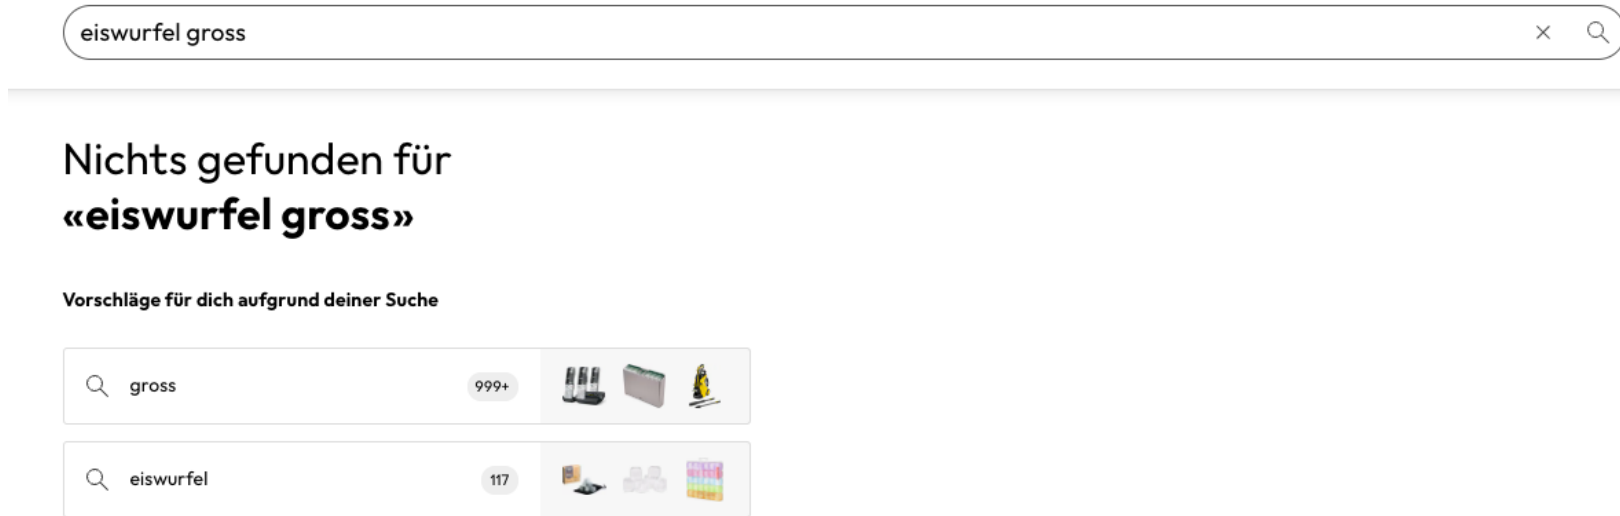 eiswurfel gross
Nichts gefunden für
«eiswurfel gross»
Vorschläge für dich aufgrund deiner Suche
gross 999+
eiswurfel 117